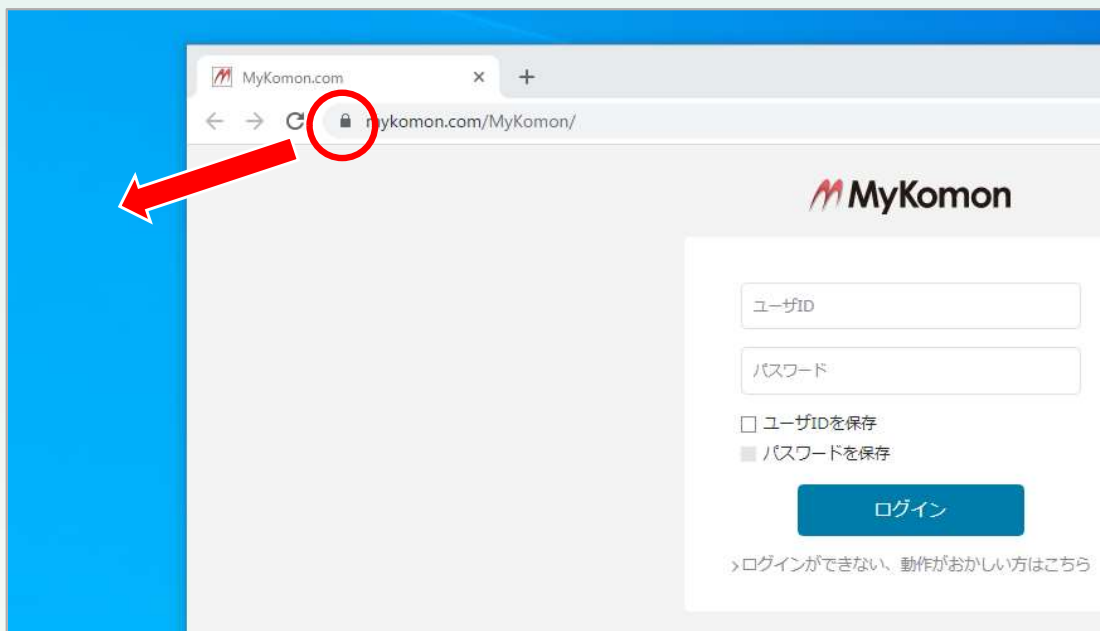 MyKomon.com
mykomon.com/MyKomon/
MyKomon
ユーザID
パスワード
ユーザIDを保存
パスワードを保存
ログイン
>ログインができない、動作がおかしい方はこちら